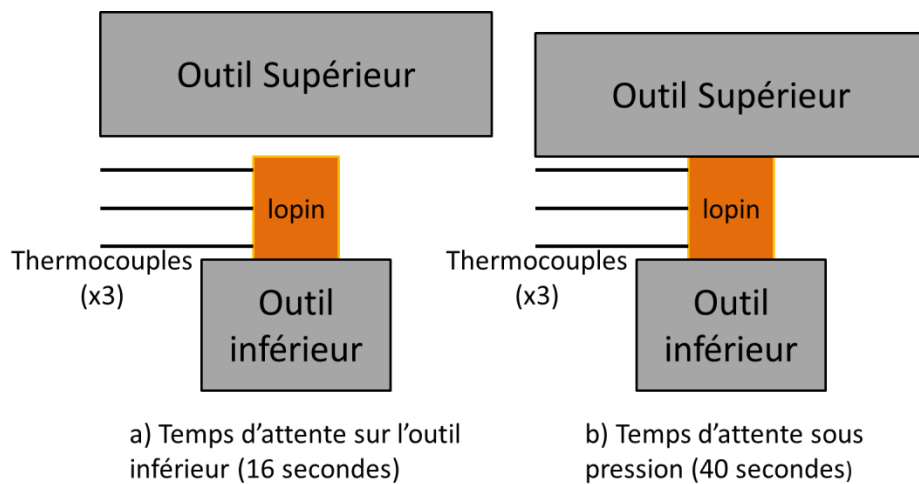 Outil Supérieur
lopin
Thermocouples
(x3)
Outil
inférieur
a) Temps d'attente sur l'outil
inférieur (16 secondes)
Outil Supérieur
lopin
Thermocouples
(x3)
Outil
inférieur
b) Temps d'attente sous
pression (40 secondes)